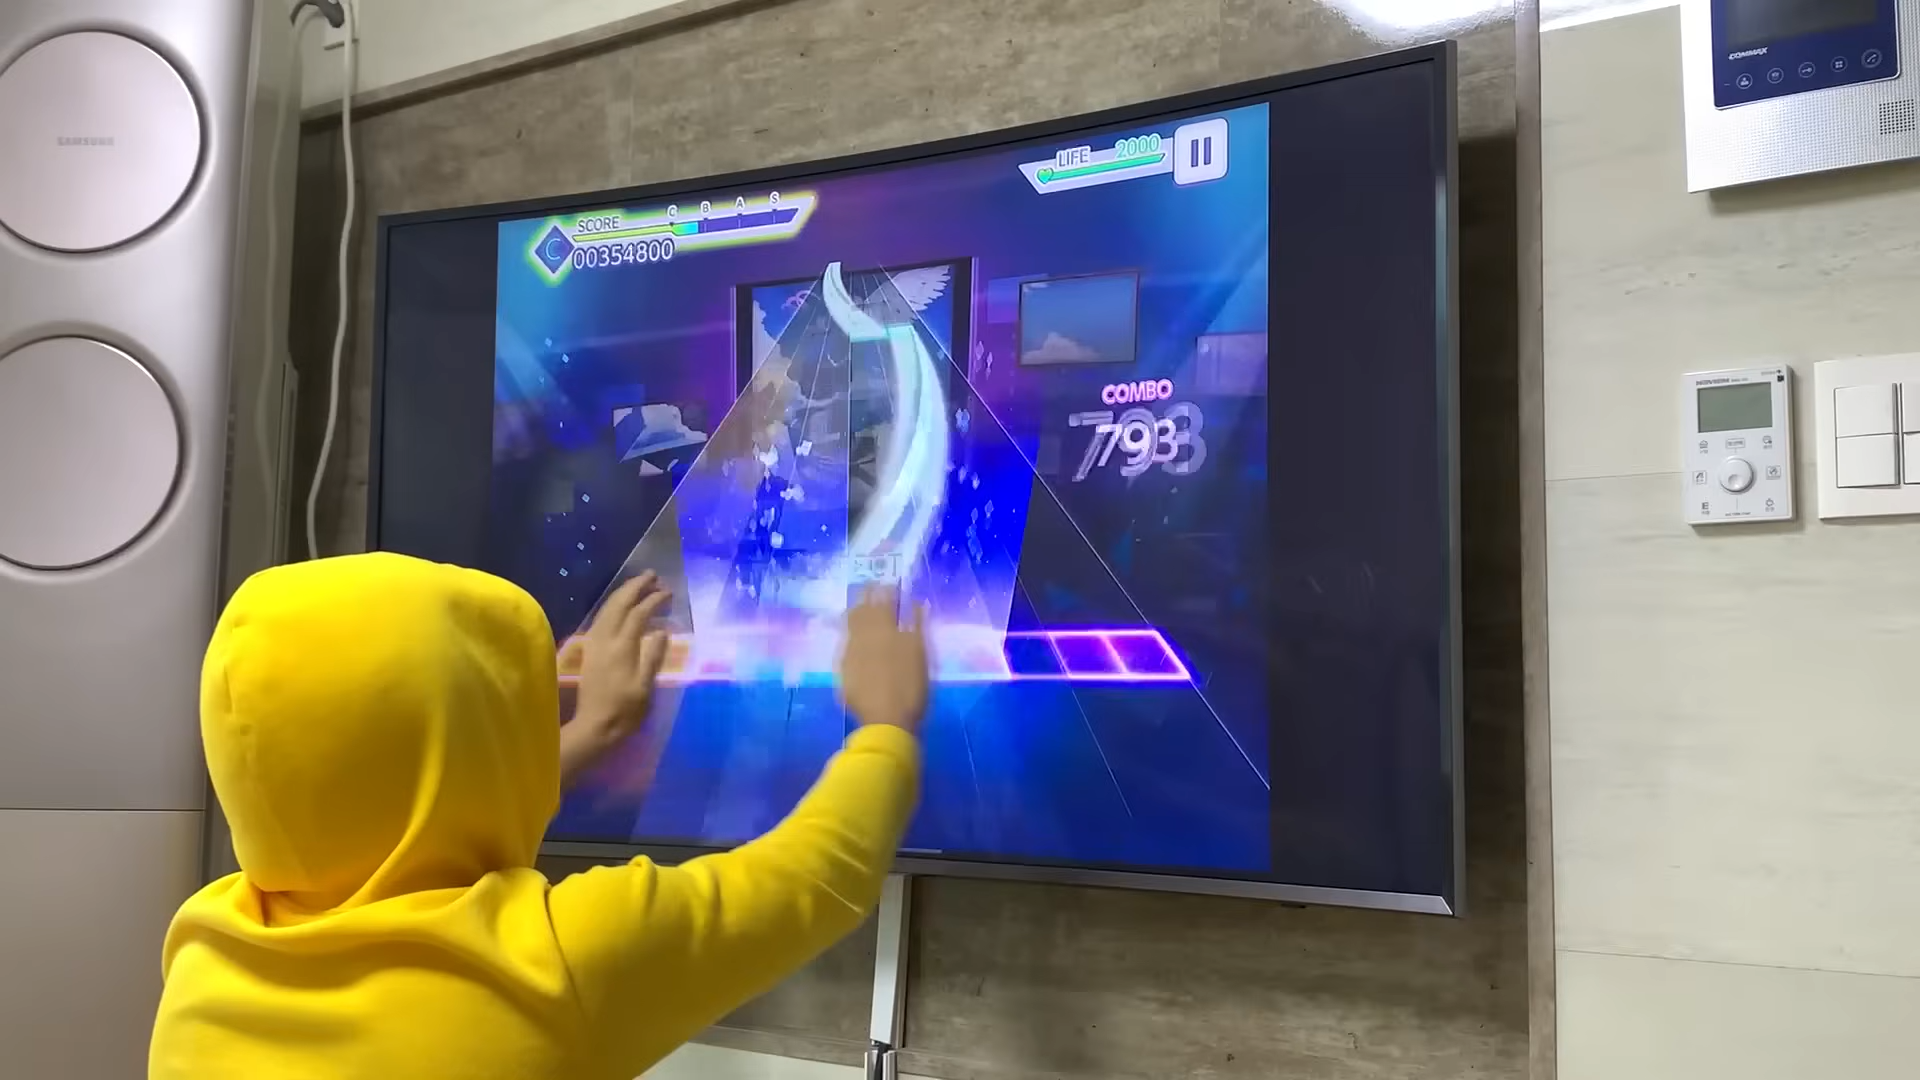 SAMSUNG
COMMAX
LIFE 2000
C B A S
SCORE
C
00354800
COMBO
793